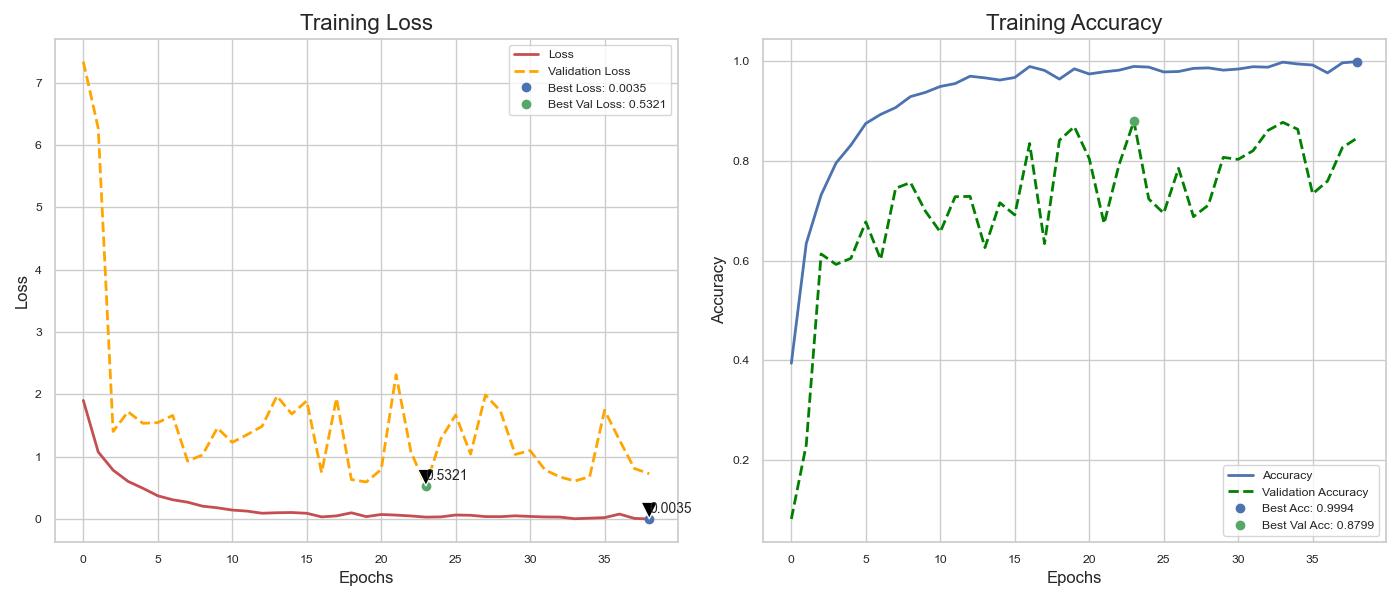 Training Loss
Loss
Validation Loss
Best Loss: 0.0035
Best Val Loss: 0.5321
7
6
5
4
3
2
1
0
Loss
0.5321
0.0035
0 5 10 15 20 25 30 35
Epochs
Training Accuracy
1.0
0.8
0.6
0.4
0.2
Accuracy
Accuracy
Validation Accuracy
Best Acc: 0.9994
Best Val Acc: 0.8799
0 5 10 15 20 25 30 35
Epochs